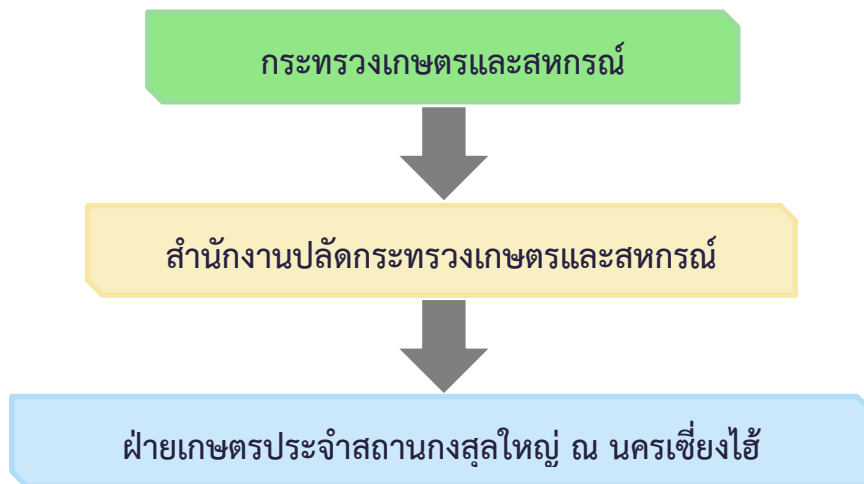 กระทรวงเกษตรและสหกรณ์
สำนักงานปลัดกระทรวงเกษตรและสหกรณ์
ฝ่ายเกษตรประจำสถานกงสุลใหญ่ ณ นครเซี่ยงไฮ้